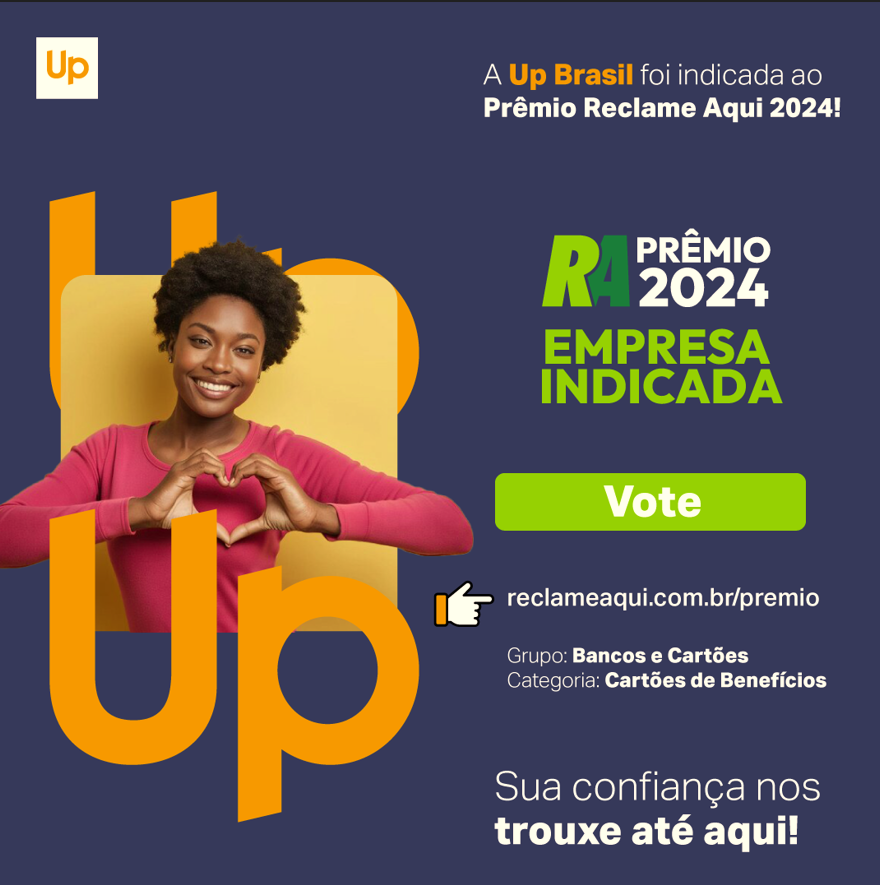 Up
A Up Brasil foi indicada ao
Prêmio Reclame Aqui 2024!
Up
RA PRÊMIO
2024
EMPRESA
INDICADA
Vote
reclameaqui.com.br/premio
Grupo: Bancos e Cartões
Categoria: Cartões de Benefícios
Up
Sua confiança nos
trouxe até aqui!